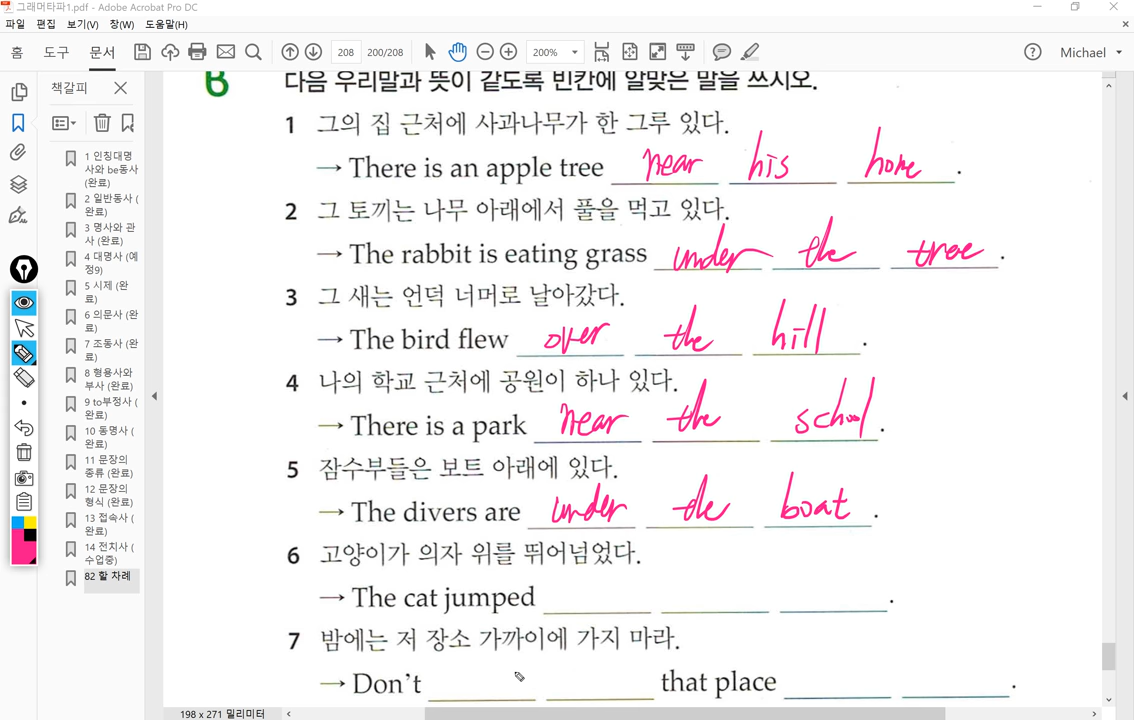 그래머타파1.pdf - Adobe Acrobat Pro DC
파일 편집 보기(V) 창(W) 도움말(H)
홈 도구 문서 208 200/208 200% Michael
책갈피
1 인칭대명
사와 be동사
(완료)
2 일반동사 (
완료)
3 명사와 관
사 (완료)
4 대명사 (예
정9)
5 시제 (완
료)
6 의문사 (완
료)
7 조동사 (완
료)
8 형용사와
부사 (완료)
9 to부정사 (
완료)
10 동명사 (
완료)
11 문장의
종류 (완료)
12 문장의
형식 (완료)
13 접속사 (
완료)
14 전치사 (
수업중)
82 할 차례
B 다음 우리말과 뜻이 같도록 빈칸에 알맞은 말을 쓰시오.
1 그의 집 근처에 사과나무가 한 그루 있다.
→ There is an apple tree near his home .
2 그 토끼는 나무 아래에서 풀을 먹고 있다.
→ The rabbit is eating grass under the tree .
3 그 새는 언덕 너머로 날아갔다.
→ The bird flew over the hill .
4 나의 학교 근처에 공원이 하나 있다.
→ There is a park near the school .
5 잠수부들은 보트 아래에 있다.
→ The divers are under the boat .
6 고양이가 의자 위를 뛰어넘었다.
→ The cat jumped .
7 밤에는 저 장소 가까이에 가지 마라.
→ Don't that place .
198 x 271 밀리미터